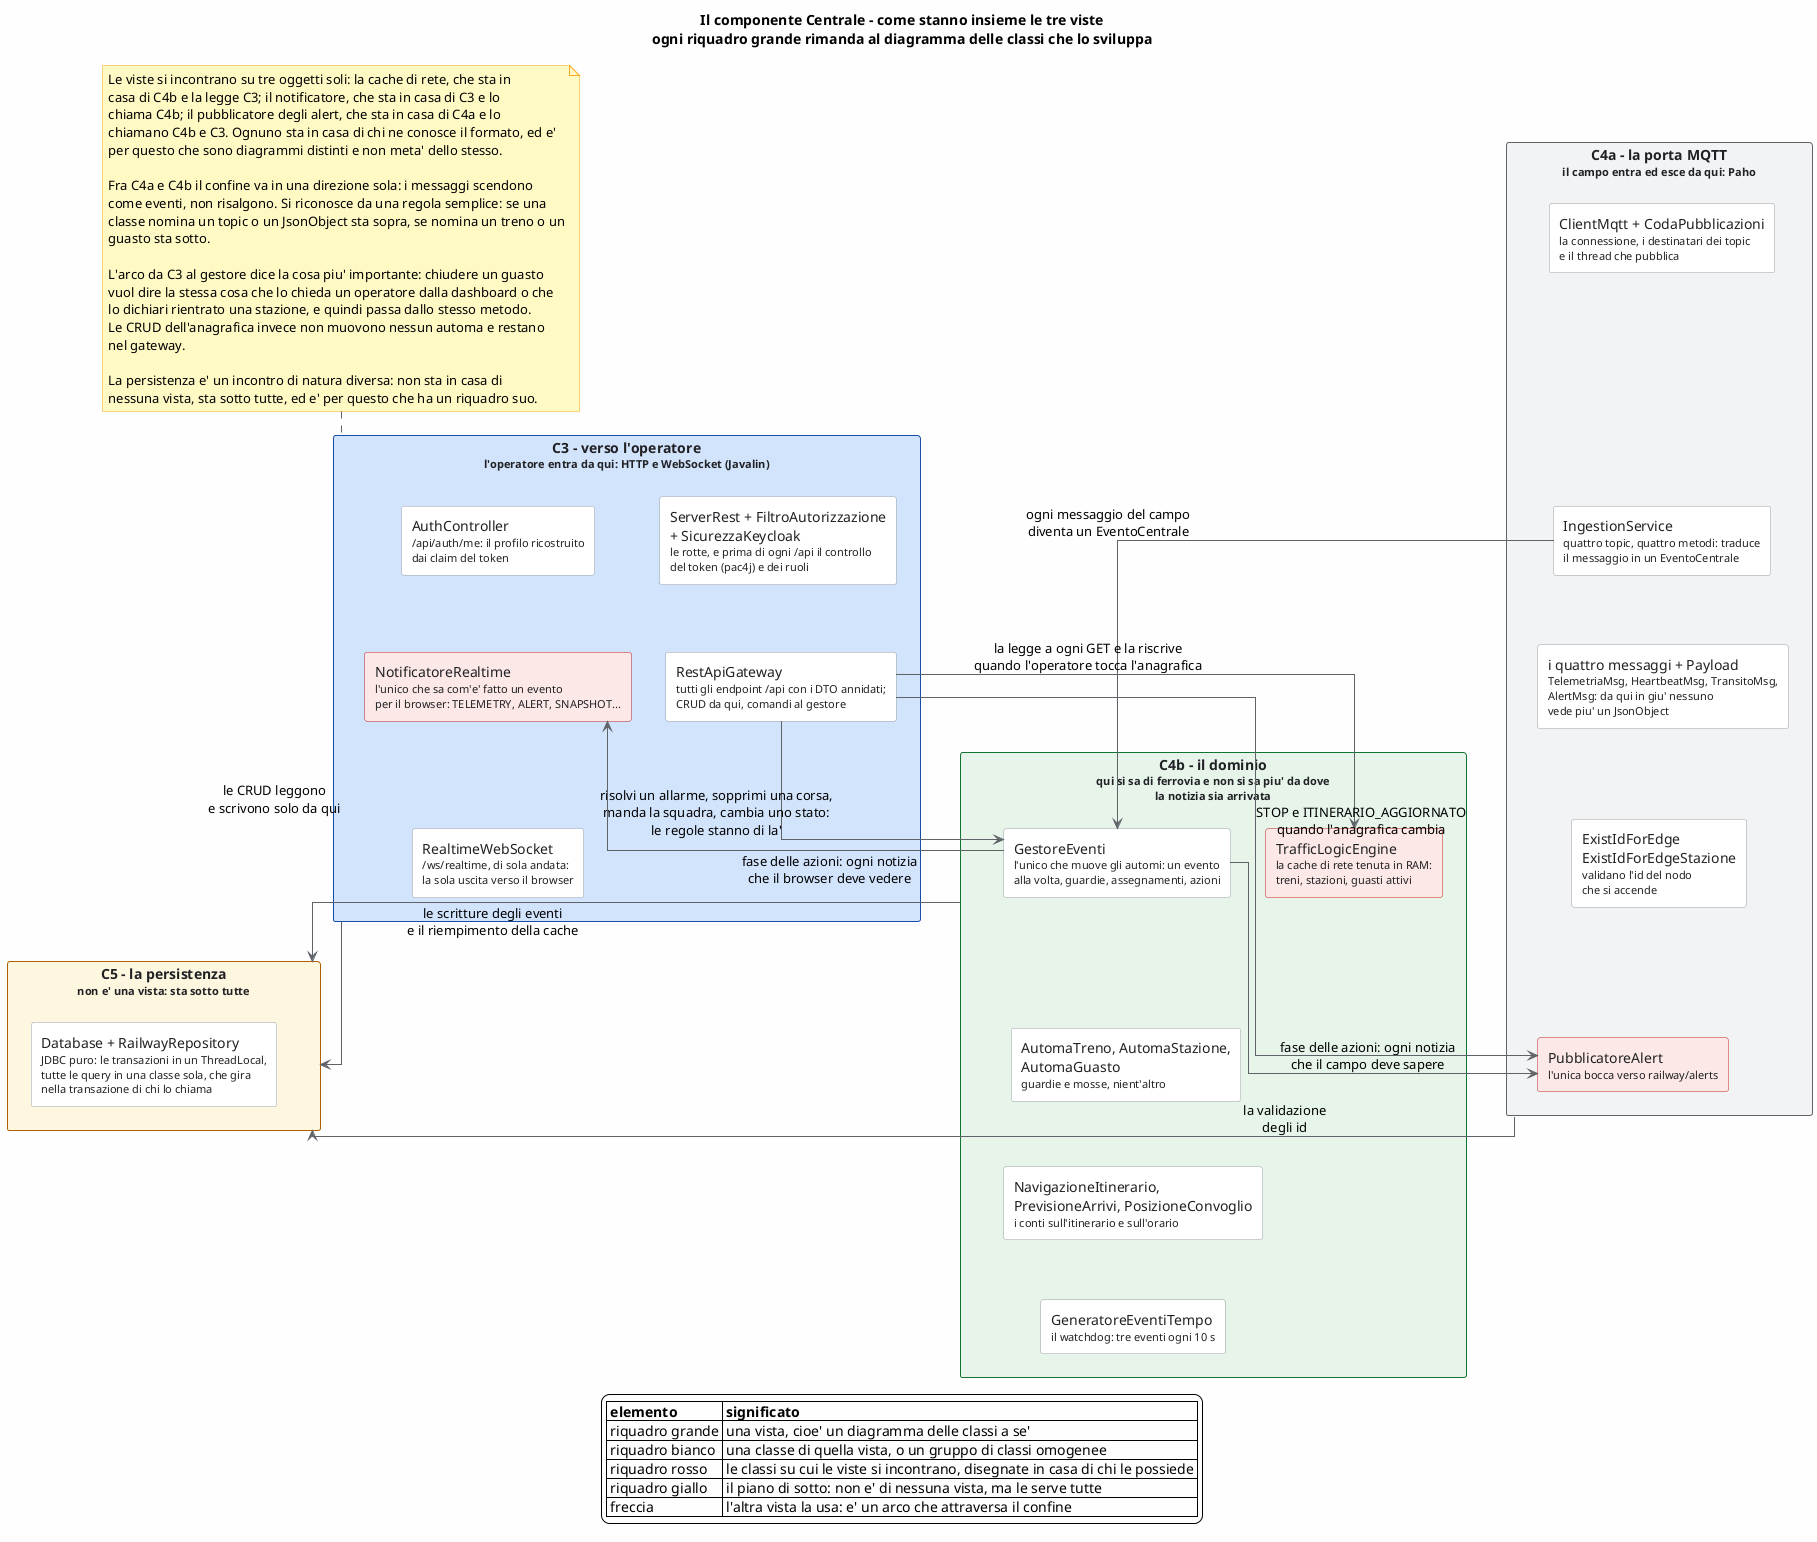 Il componente Centrale - come stanno insieme le tre viste
ogni riquadro grande rimanda al diagramma delle classi che lo sviluppa
Le viste si incontrano su tre oggetti soli: la cache di rete, che sta in
casa di C4b e la legge C3; il notificatore, che sta in casa di C3 e lo
chiama C4b; il pubblicatore degli alert, che sta in casa di C4a e lo
chiamano C4b e C3. Ognuno sta in casa di chi ne conosce il formato, ed e'
per questo che sono diagrammi distinti e non meta' dello stesso.
Fra C4a e C4b il confine va in una direzione sola: i messaggi scendono
come eventi, non risalgono. Si riconosce da una regola semplice: se una
classe nomina un topic o un JsonObject sta sopra, se nomina un treno o un
guasto sta sotto.
L'arco da C3 al gestore dice la cosa piu' importante: chiudere un guasto
vuol dire la stessa cosa che lo chieda un operatore dalla dashboard o che
lo dichiari rientrato una stazione, e quindi passa dallo stesso metodo.
Le CRUD dell'anagrafica invece non muovono nessun automa e restano
nel gateway.
La persistenza e' un incontro di natura diversa: non sta in casa di
nessuna vista, sta sotto tutte, ed e' per questo che ha un riquadro suo.
C4a - la porta MQTT
il campo entra ed esce da qui: Paho
ClientMqtt + CodaPubblicazioni
la connessione, i destinatari dei topic
e il thread che pubblica
C3 - verso l'operatore
l'operatore entra da qui: HTTP e WebSocket (Javalin)
AuthController
/api/auth/me: il profilo ricostruito
dai claim del token
ServerRest + FiltroAutorizzazione
+ SicurezzaKeycloak
le rotte, e prima di ogni /api il controllo
del token (pac4j) e dei ruoli
ogni messaggio del campo
diventa un EventoCentrale
IngestionService
quattro topic, quattro metodi: traduce
il messaggio in un EventoCentrale
NotificatoreRealtime
l'unico che sa com'e' fatto un evento
per il browser: TELEMETRY, ALERT, SNAPSHOT...
RestApiGateway
tutti gli endpoint /api con i DTO annidati;
CRUD da qui, comandi al gestore
la legge a ogni GET e la riscrive
quando l'operatore tocca l'anagrafica
i quattro messaggi + Payload
TelemetriaMsg, HeartbeatMsg, TransitoMsg,
AlertMsg: da qui in giu' nessuno
vede piu' un JsonObject
C4b - il dominio
qui si sa di ferrovia e non si sa piu' da dove
la notizia sia arrivata
le CRUD leggono
e scrivono solo da qui
risolvi un allarme, sopprimi una corsa,
manda la squadra, cambia uno stato:
le regole stanno di la'
STOP e ITINERARIO_AGGIORNATO
quando l'anagrafica cambia
RealtimeWebSocket
/ws/realtime, di sola andata:
la sola uscita verso il browser
fase delle azioni: ogni notizia
che il browser deve vedere
GestoreEventi
l'unico che muove gli automi: un evento
alla volta, guardie, assegnamenti, azioni
TrafficLogicEngine
la cache di rete tenuta in RAM:
treni, stazioni, guasti attivi
ExistIdForEdge
ExistIdForEdgeStazione
validano l'id del nodo
che si accende
le scritture degli eventi
e il riempimento della cache
C5 - la persistenza
non e' una vista: sta sotto tutte
Database + RailwayRepository
JDBC puro: le transazioni in un ThreadLocal,
tutte le query in una classe sola, che gira
nella transazione di chi lo chiama
AutomaTreno, AutomaStazione,
AutomaGuasto
guardie e mosse, nient'altro
fase delle azioni: ogni notizia
che il campo deve sapere
PubblicatoreAlert
l'unica bocca verso railway/alerts
la validazione
degli id
NavigazioneItinerario,
PrevisioneArrivi, PosizioneConvoglio
i conti sull'itinerario e sull'orario
GeneratoreEventiTempo
il watchdog: tre eventi ogni 10 s
elemento significato
riquadro grande una vista, cioe' un diagramma delle classi a se'
riquadro bianco una classe di quella vista, o un gruppo di classi omogenee
riquadro rosso le classi su cui le viste si incontrano, disegnate in casa di chi le possiede
riquadro giallo il piano di sotto: non e' di nessuna vista, ma le serve tutte
freccia l'altra vista la usa: e' un arco che attraversa il confine